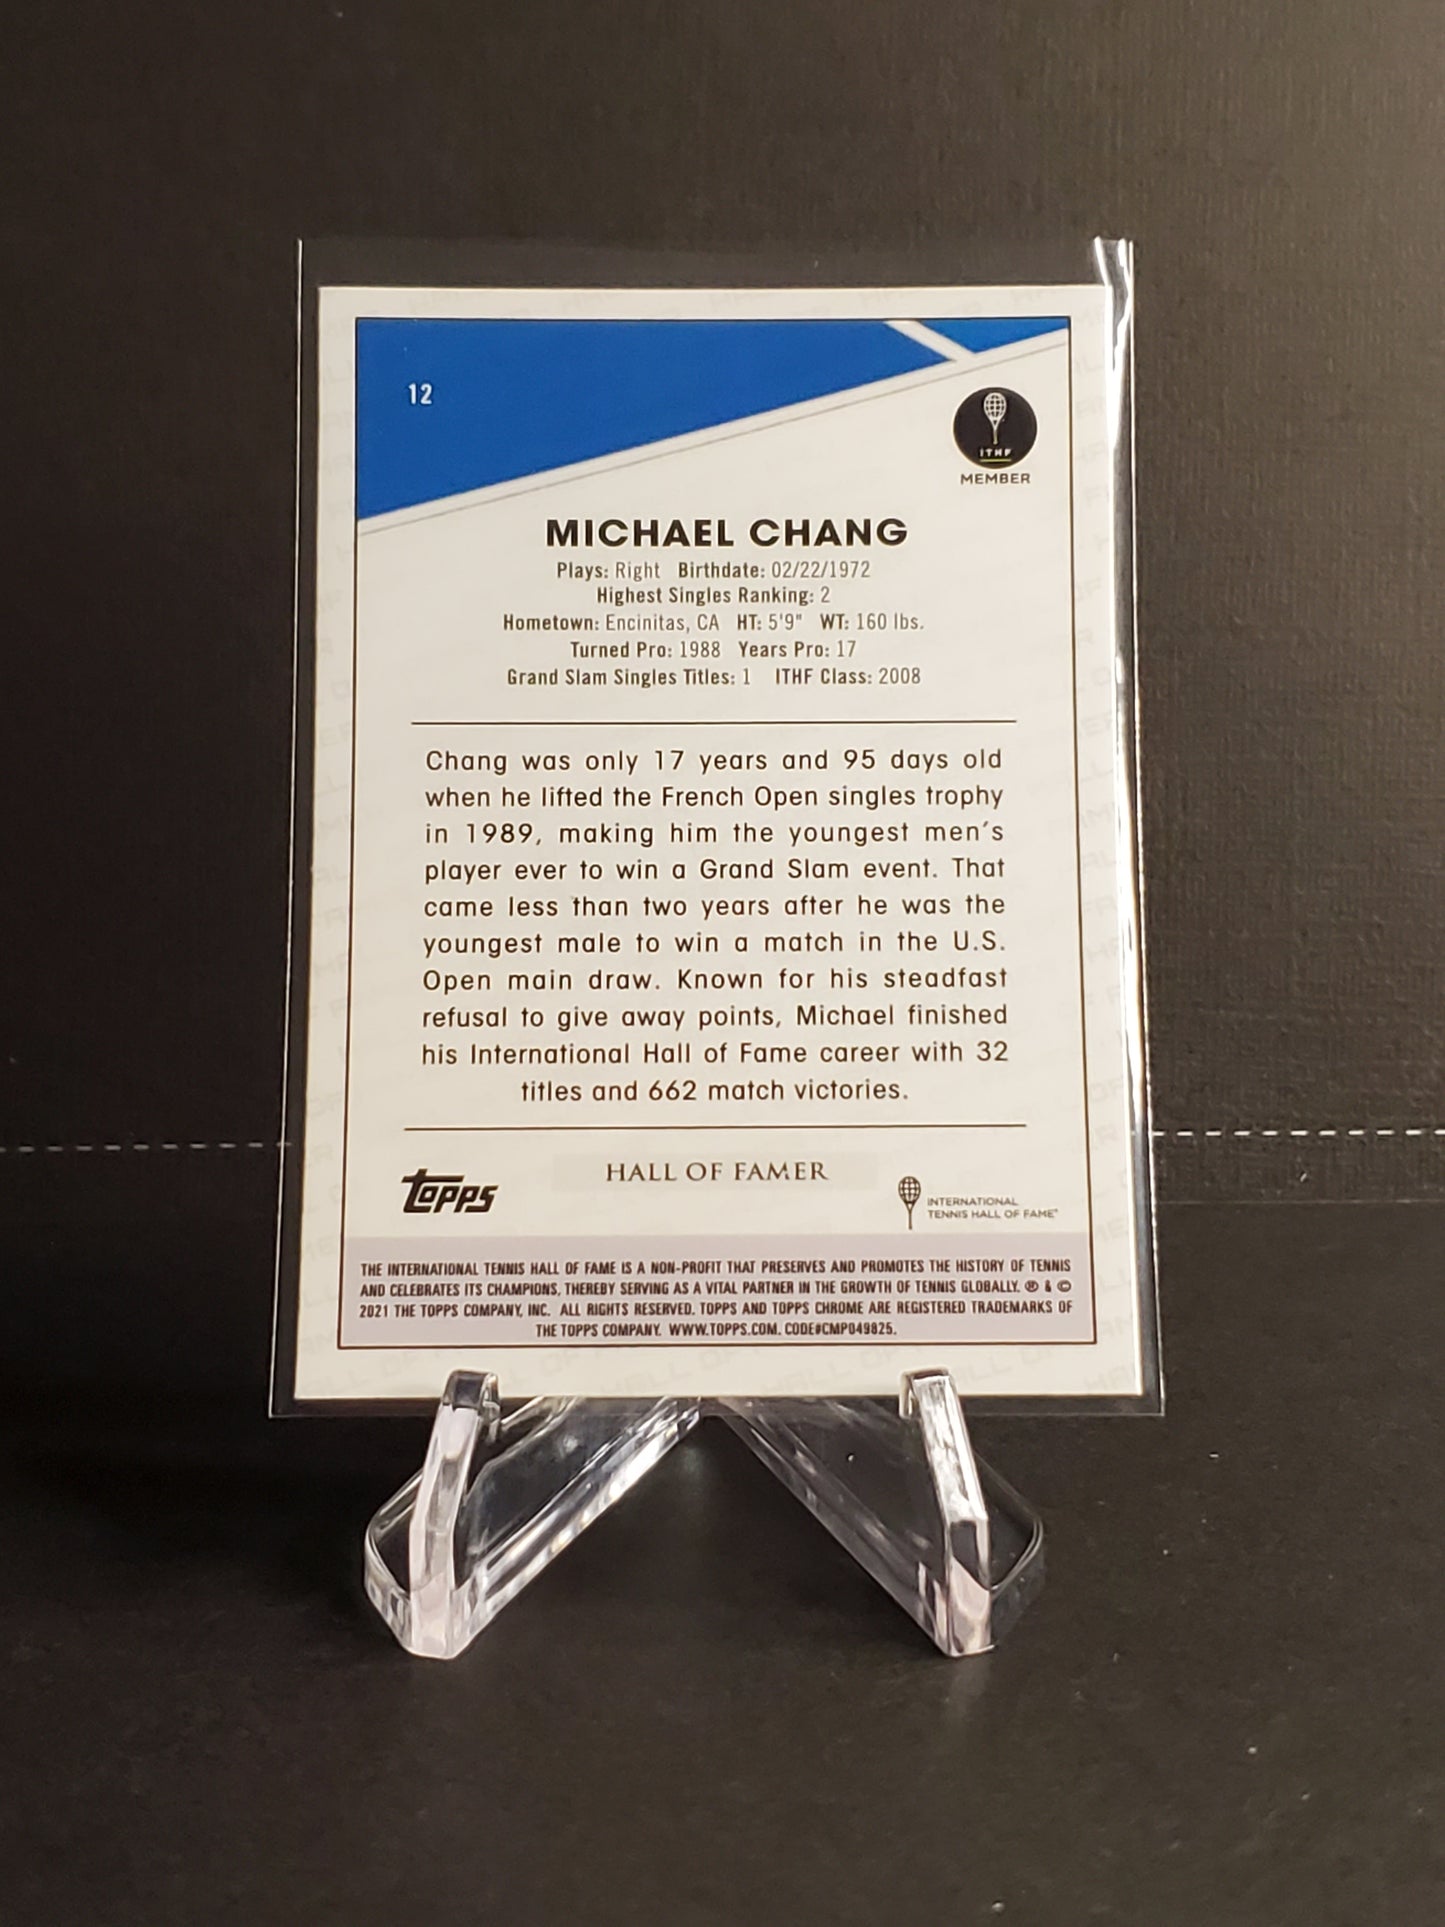 12
ITHF
MEMBER
MICHAEL CHANG
Plays: Right Birthdate: 02/22/1972
Highest Singles Ranking: 2
Hometown: Encinitas, CA HT: 5'9" WT: 160 lbs.
Turned Pro: 1988 Years Pro: 17
Grand Slam Singles Titles: 1 ITHF Class: 2008
Chang was only 17 years and 95 days old
when he lifted the French Open singles trophy
in 1989, making him the youngest men's
player ever to win a Grand Slam event. That
came less than two years after he was the
youngest male to win a match in the U.S.
Open main draw. Known for his steadfast
refusal to give away points, Michael finished
his International Hall of Fame career with 32
titles and 662 match victories.
Topps
HALL OF FAMER
INTERNATIONAL
TENNIS HALL OF FAME
THE INTERNATIONAL TENNIS HALL OF FAME IS A NON-PROFIT THAT PRESERVES AND PROMOTES THE HISTORY OF TENNIS
AND CELEBRATES ITS CHAMPIONS, THEREBY SERVING AS A VITAL PARTNER IN THE GROWTH OF TENNIS GLOBALLY. ® & ©
2021 THE TOPPS COMPANY, INC. ALL RIGHTS RESERVED. TOPPS AND TOPPS CHROME ARE REGISTERED TRADEMARKS OF
THE TOPPS COMPANY. WWW.TOPPS.COM. CODE#CMP049825.